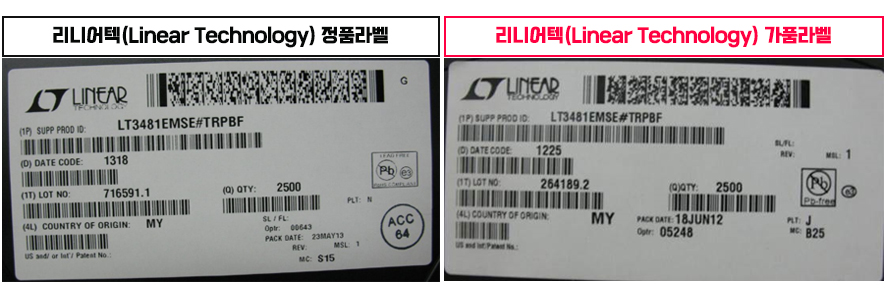 리니어텍(Linear Technology) 정품라벨
LINEAR
TECHNOLOGY
G
(1P) SUPP PROD ID: LT3481EMSE#TRPBF
(D) DATE CODE: 1318
LEAD FREE
Pb e3
(1T) LOT NO: 716591.1
(Q) QTY: 2500
PLT: N
(4L) COUNTRY OF ORIGIN: MY
SL / FL:
Optr: 00643
PACK DATE: 23MAY13
REV: MSL: 1
MC: S15
ACC
64
US and/ or Int'/ Patent No.:
리니어텍(Linear Technology) 가품라벨
LINEAR
TECHNOLOGY
(1P) SUPP PROD ID: LT3481EMSE#TRPBF
(D) DATE CODE: 1225
SL/FL:
REV: MSL: 1
(1T) LOT NO: 264189.2
(Q)QTY: 2500
Pb
Pb-free
e3
(4L) COUNTRY OF ORIGIN: MY
PACK DATE: 18JUN12
Optr: 05248
PLT: J
MC: B25
US and Int'/ Patent No.: